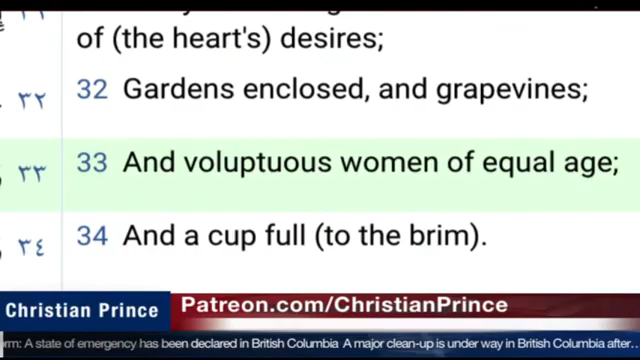 of (the heart's) desires;
٣٢ 32 Gardens enclosed, and grapevines;
٣٣ 33 And voluptuous women of equal age;
٣٤ 34 And a cup full (to the brim).
Christian Prince Patreon.com/ChristianPrince
orm: A state of emergency has been declared in British Columbia A major clean-up is under way in British Columbia after...